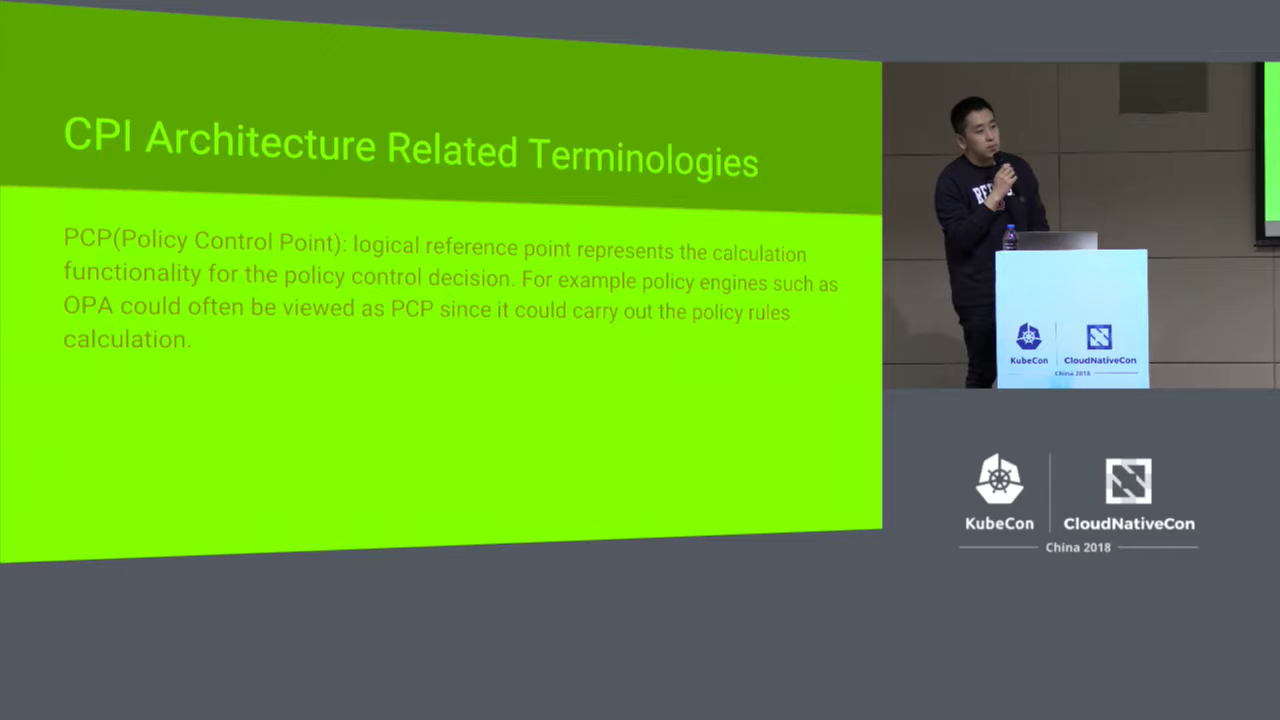 CPI Architecture Related Terminologies
PCP(Policy Control Point): logical reference point represents the calculation
functionality for the policy control decision. For example policy engines such as
OPA could often be viewed as PCP since it could carry out the policy rules
calculation.
KubeCon
CloudNativeCon
China 2018
KubeCon
CloudNativeCon
China 2018